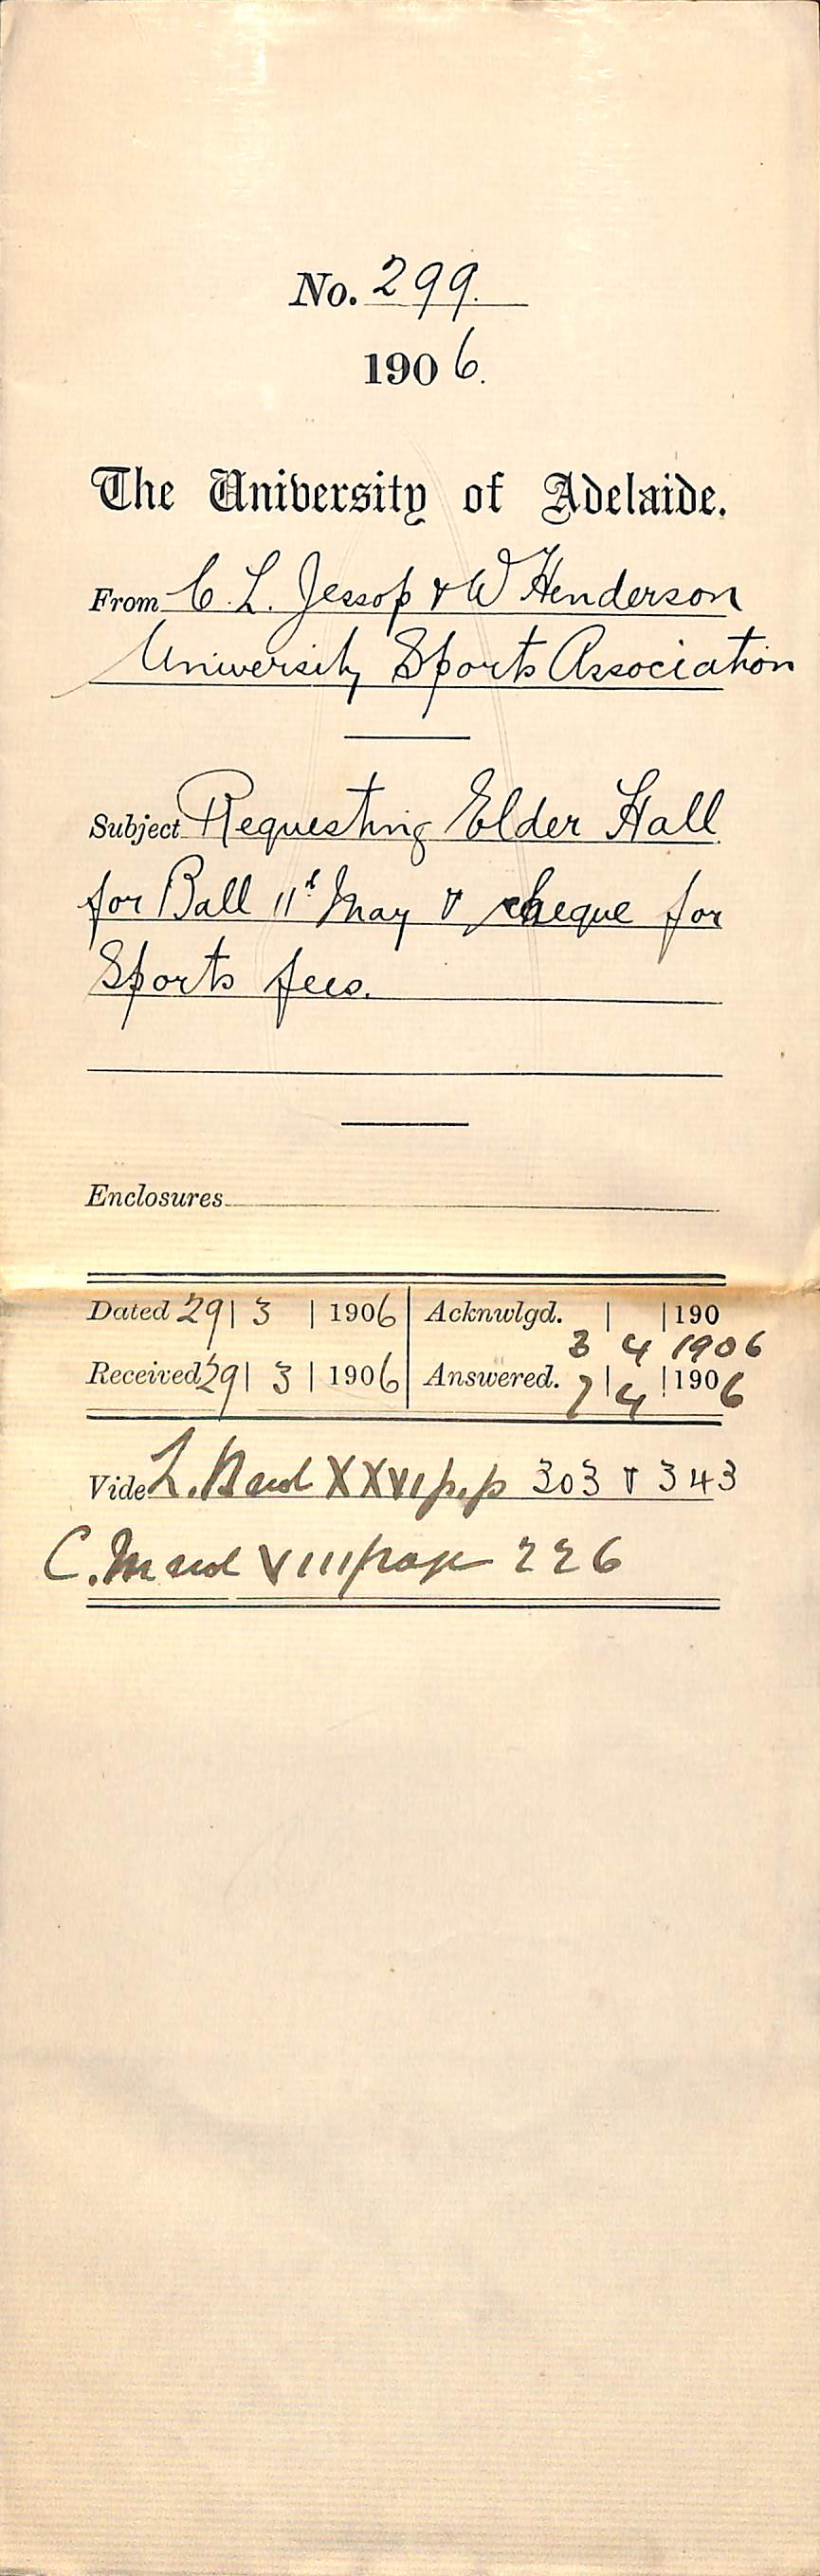 No. 299.
1906.
The University of Adelaide.
From C. L. Jessop & W Henderson
University Sports Association
Subject Requesting Elder Hall
for Ball 11th May & cheque for
Sports fees.
Enclosures
Dated 29 | 3 | 1906 Acknwlgd. | | 190
3 4 1906
Received 29 | 3 | 1906 Answered. 7 | 4 | 1906
Vide L. Book XXVI p.p 303 & 343
C. M Book VIII page 226